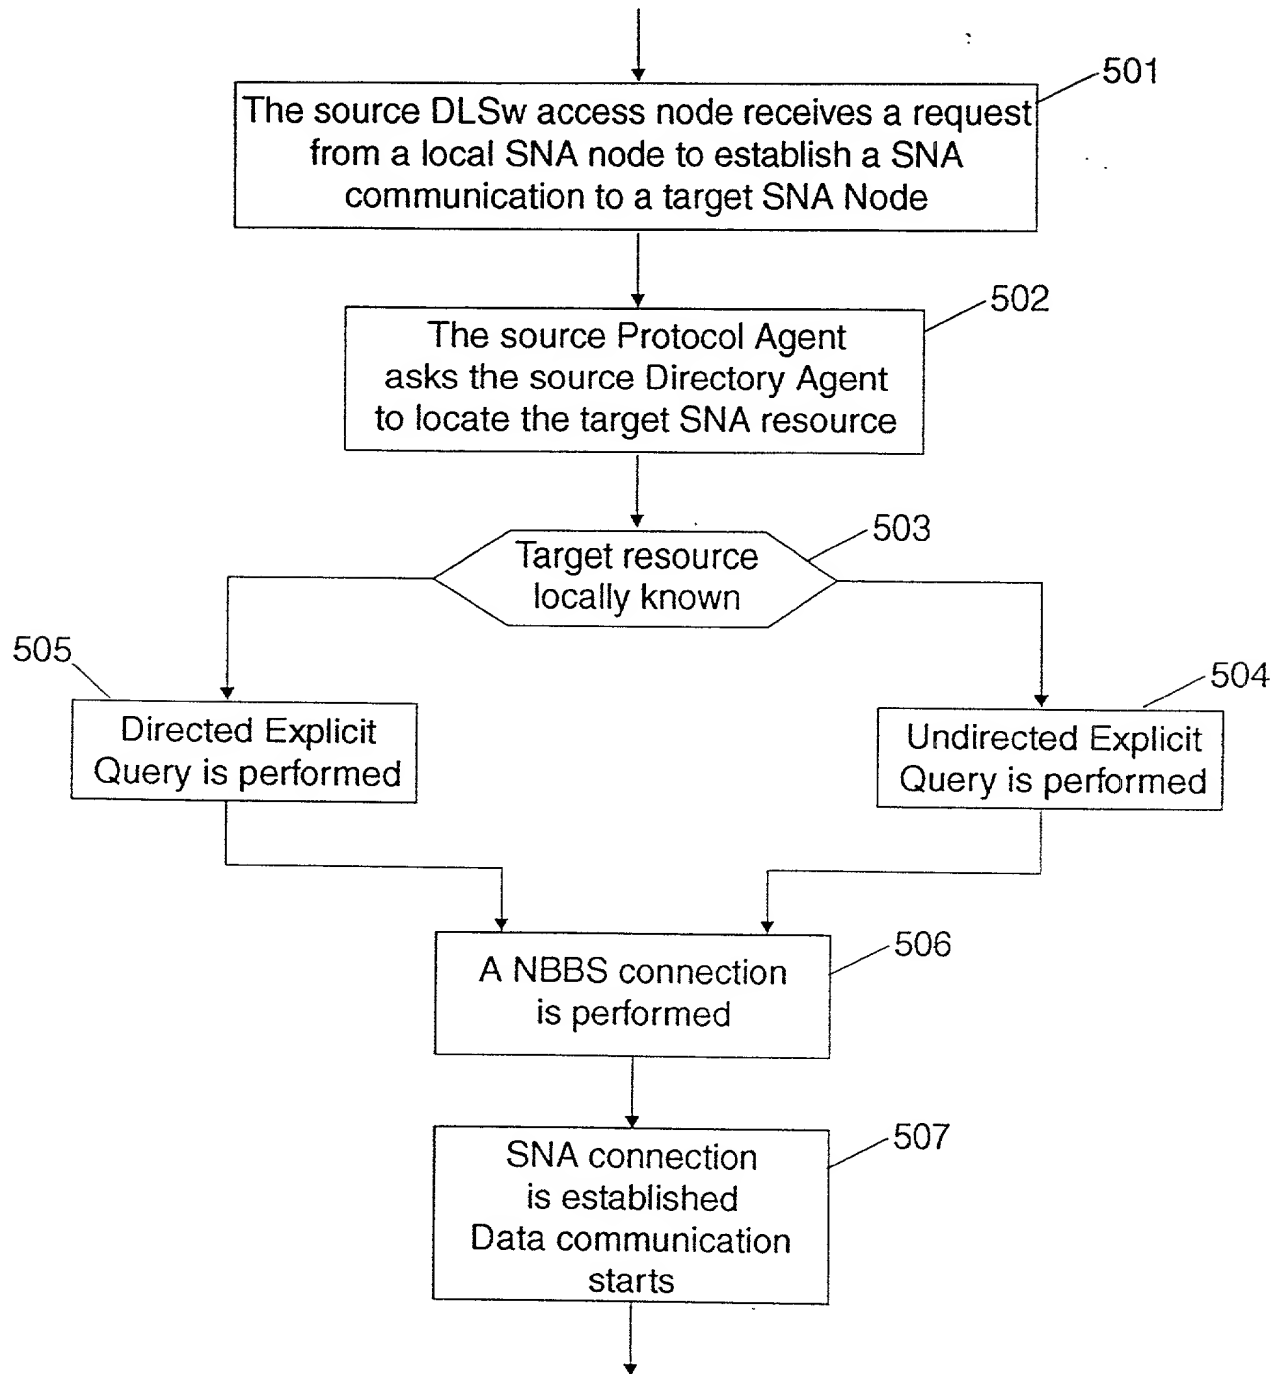 501
The source DLSw access node receives a request
from a local SNA node to establish a SNA
communication to a target SNA Node
502
The source Protocol Agent
asks the source Directory Agent
to locate the target SNA resource
503
Target resource
locally known
505
Directed Explicit
Query is performed
504
Undirected Explicit
Query is performed
506
A NBBS connection
is performed
507
SNA connection
is established
Data communication
starts